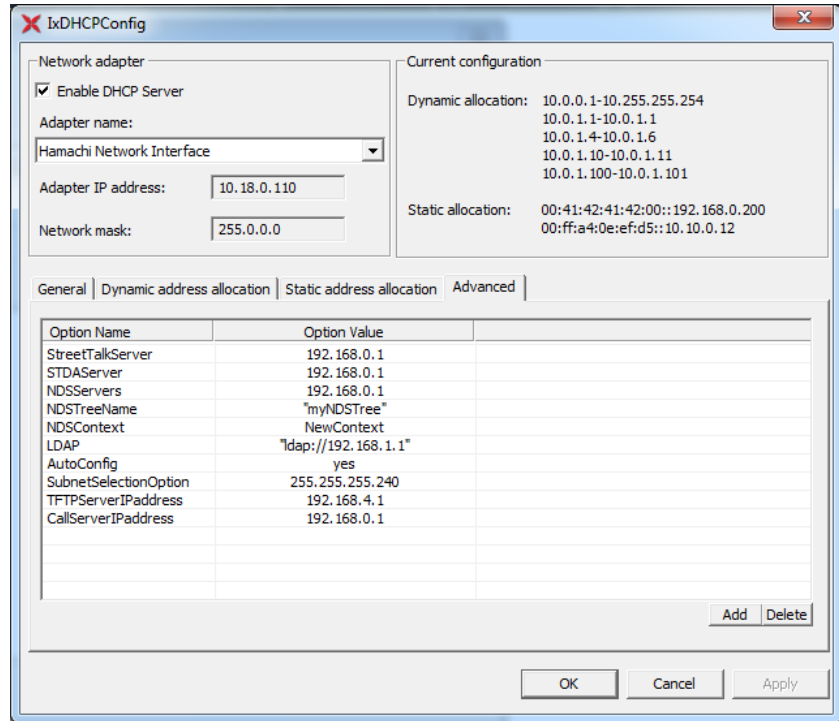 IxDHCPConfig
Network adapter
Enable DHCP Server
Adapter name:
Hamachi Network Interface
Adapter IP address: 10.18.0.110
Network mask: 255.0.0.0
Current configuration
Dynamic allocation: 10.0.0.1-10.255.255.254
10.0.1.1-10.0.1.1
10.0.1.4-10.0.1.6
10.0.1.10-10.0.1.11
10.0.1.100-10.0.1.101
Static allocation: 00:41:42:41:42:00::192.168.0.200
00:ff:a4:0e:ef:d5::10.10.0.12
General Dynamic address allocation Static address allocation Advanced
Option Name Option Value
StreetTalkServer 192.168.0.1
STDAServer 192.168.0.1
NDSServers 192.168.0.1
NDSTreeName "myNDSTree"
NDSContext NewContext
LDAP "ldap://192.168.1.1"
AutoConfig yes
SubnetSelectionOption 255.255.255.240
TFTPServerIPaddress 192.168.4.1
CallServerIPaddress 192.168.0.1
Add Delete
OK Cancel Apply